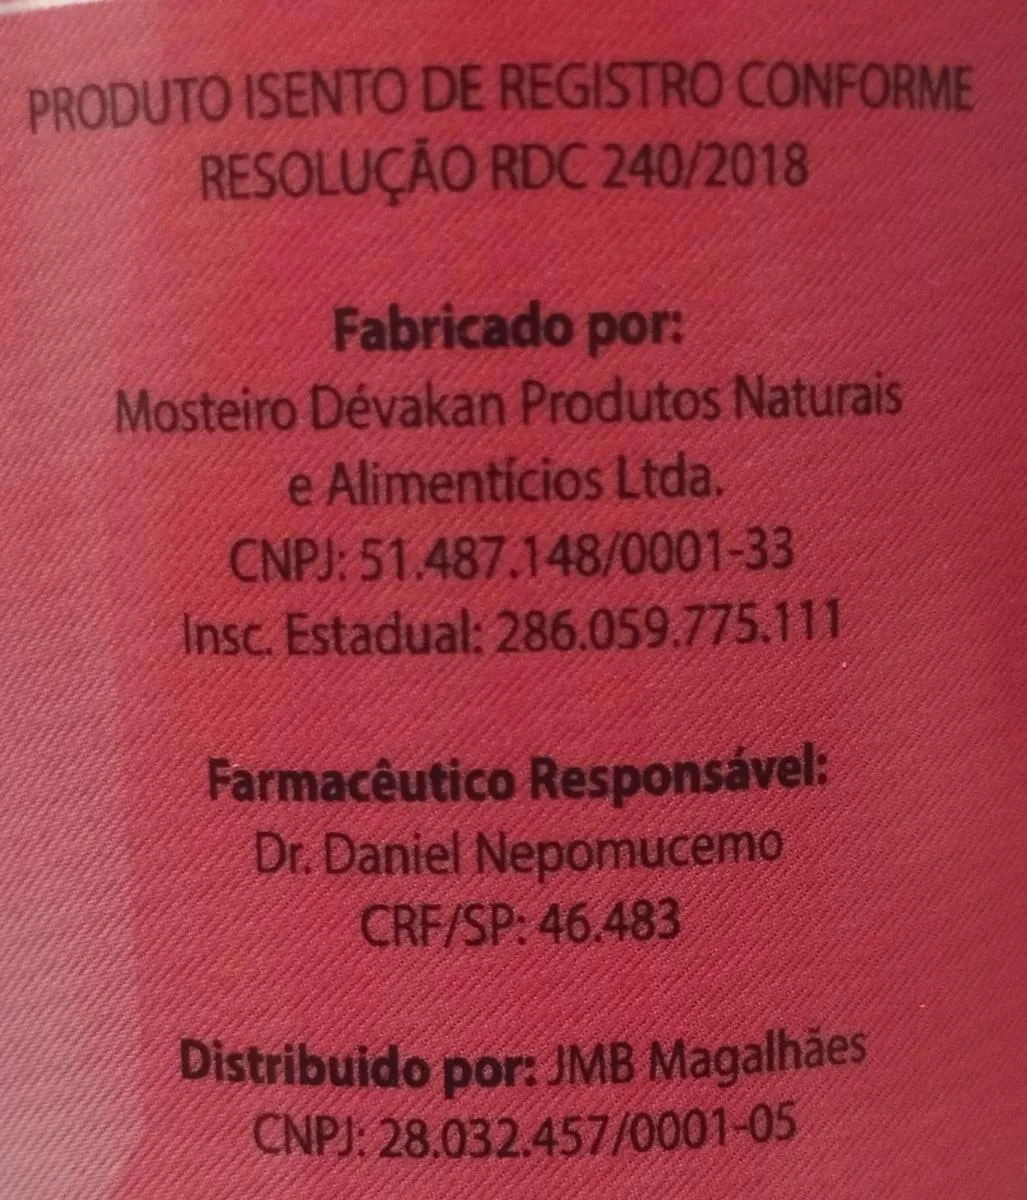 PRODUTO ISENTO DE REGISTRO CONFORME
RESOLUÇÃO RDC 240/2018
Fabricado por:
Mosteiro Dévakan Produtos Naturais
e Alimentícios Ltda.
CNPJ: 51.487.148/0001-33
Insc. Estadual: 286.059.775.111
Farmacêutico Responsável:
Dr. Daniel Nepomucemo
CRF/SP: 46.483
Distribuido por: JMB Magalhães
CNPJ: 28.032.457/0001-05